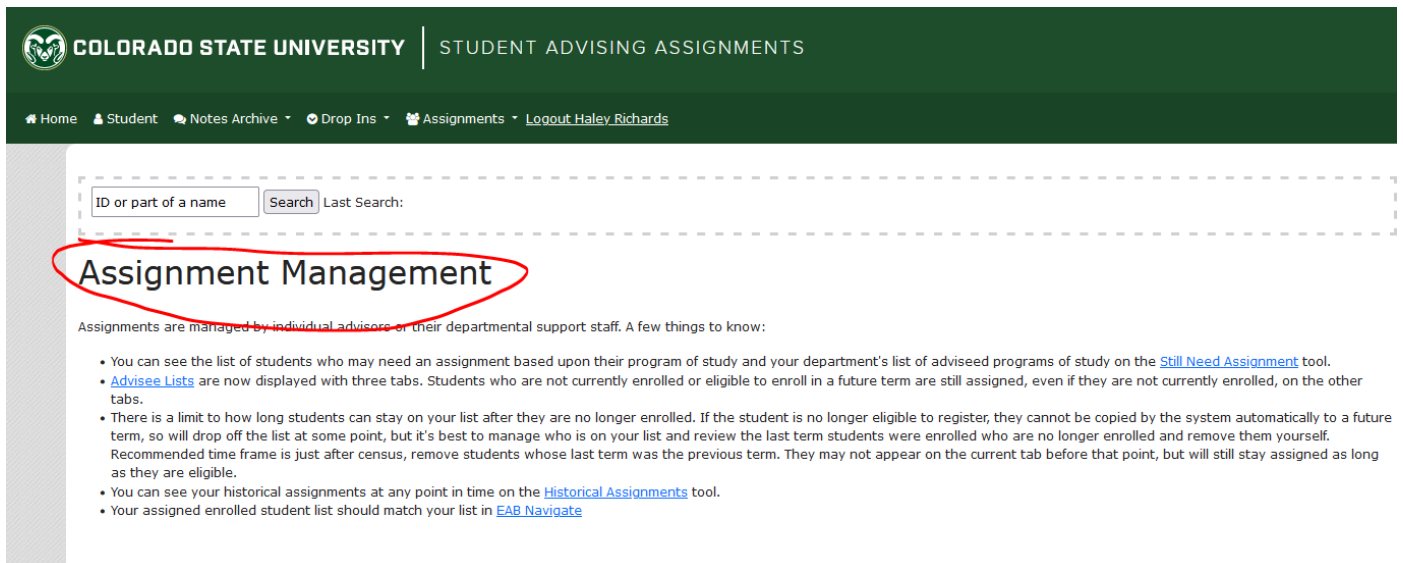 COLORADO STATE UNIVERSITY STUDENT ADVISING ASSIGNMENTS
Home Student Notes Archive Drop Ins Assignments Logout Haley Richards
ID or part of a name Search Last Search:
Assignment Management
Assignments are managed by individual advisors or their departmental support staff. A few things to know:
• You can see the list of students who may need an assignment based upon their program of study and your department's list of adviseed programs of study on the Still Need Assignment tool.
• Advisee Lists are now displayed with three tabs. Students who are not currently enrolled or eligible to enroll in a future term are still assigned, even if they are not currently enrolled, on the other
tabs.
• There is a limit to how long students can stay on your list after they are no longer enrolled. If the student is no longer eligible to register, they cannot be copied by the system automatically to a future
term, so will drop off the list at some point, but it's best to manage who is on your list and review the last term students were enrolled who are no longer enrolled and remove them yourself.
Recommended time frame is just after census, remove students whose last term was the previous term. They may not appear on the current tab before that point, but will still stay assigned as long
as they are eligible.
• You can see your historical assignments at any point in time on the Historical Assignments tool.
• Your assigned enrolled student list should match your list in EAB Navigate